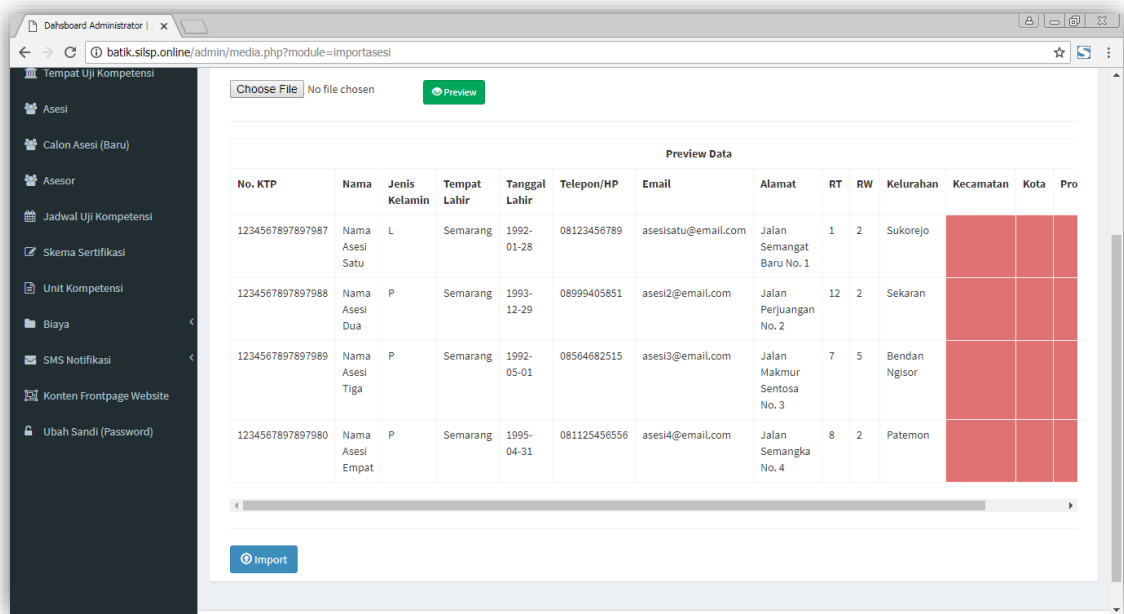 Dahsboard Administrator |
batik.silsp.online/admin/media.php?module=importasesi
Tempat Uji Kompetensi
Asesi
Calon Asesi (Baru)
Asesor
Jadwal Uji Kompetensi
Skema Sertifikasi
Unit Kompetensi
Biaya
SMS Notifikasi
Konten Frontpage Website
Ubah Sandi (Password)
Choose File No file chosen Preview
Preview Data
No. KTP Nama Jenis Kelamin Tempat Lahir Tanggal Lahir Telepon/HP Email Alamat RT RW Kelurahan Kecamatan Kota Pro
1234567897897987 Nama Asesi Satu L Semarang 1992-01-28 08123456789 asesisatu@email.com Jalan Semangat Baru No. 1 1 2 Sukorejo
1234567897897988 Nama Asesi Dua P Semarang 1993-12-29 08999405851 asesi2@email.com Jalan Perjuangan No. 2 12 2 Sekaran
1234567897897989 Nama Asesi Tiga P Semarang 1992-05-01 08564682515 asesi3@email.com Jalan Makmur Sentosa No. 3 7 5 Bendan Ngisor
1234567897897980 Nama Asesi Empat P Semarang 1995-04-31 081125456556 asesi4@email.com Jalan Semangka No. 4 8 2 Patemon
Import